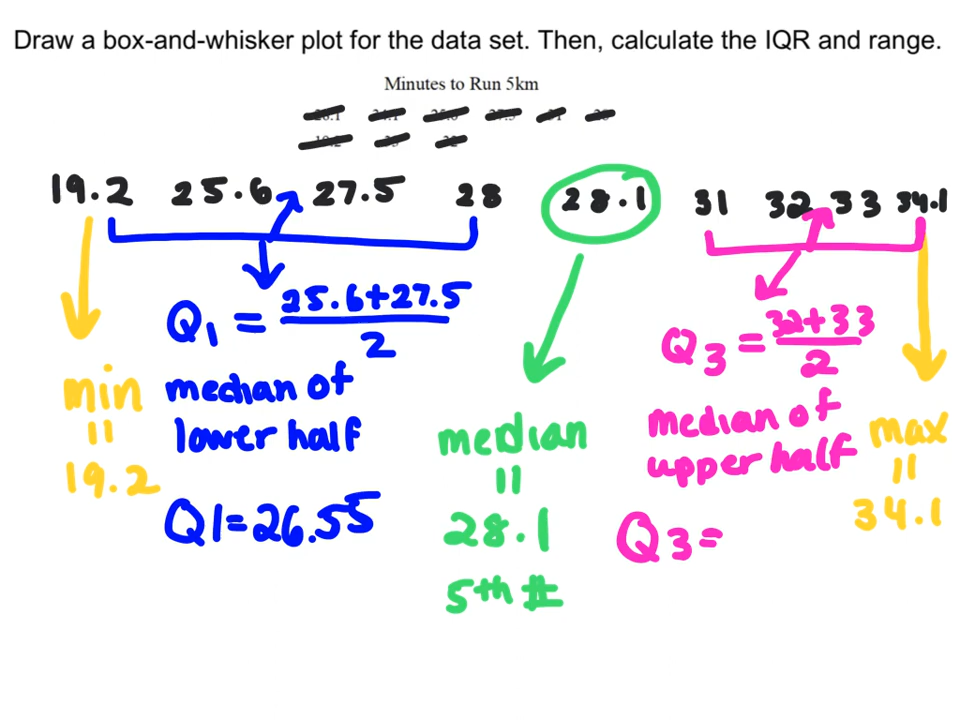 Draw a box-and-whisker plot for the data set. Then, calculate the IQR and range.
Minutes to Run 5km
19.2 25.6 27.5 28 28.1 31 32 33 34.1
Q1 = 25.6+27.5
2
Q3 = 32+33
2
min
=
19.2
median of
lower half
Q1=26.55
median
=
28.1
5th #
median of
upper half
Q3=
max
=
34.1